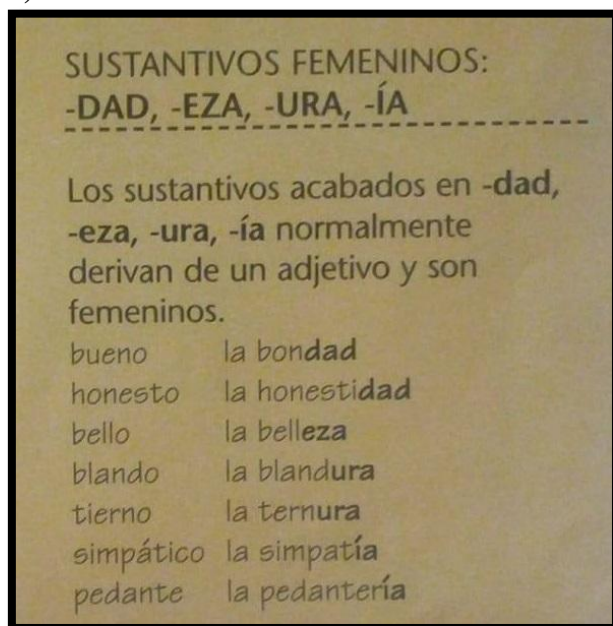 SUSTANTIVOS FEMENINOS:
-DAD, -EZA, -URA, -ÍA
Los sustantivos acabados en -dad,
-eza, -ura, -ía normalmente
derivan de un adjetivo y son
femeninos.
bueno la bondad
honesto la honestidad
bello la belleza
blando la blandura
tierno la ternura
simpático la simpatía
pedante la pedantería